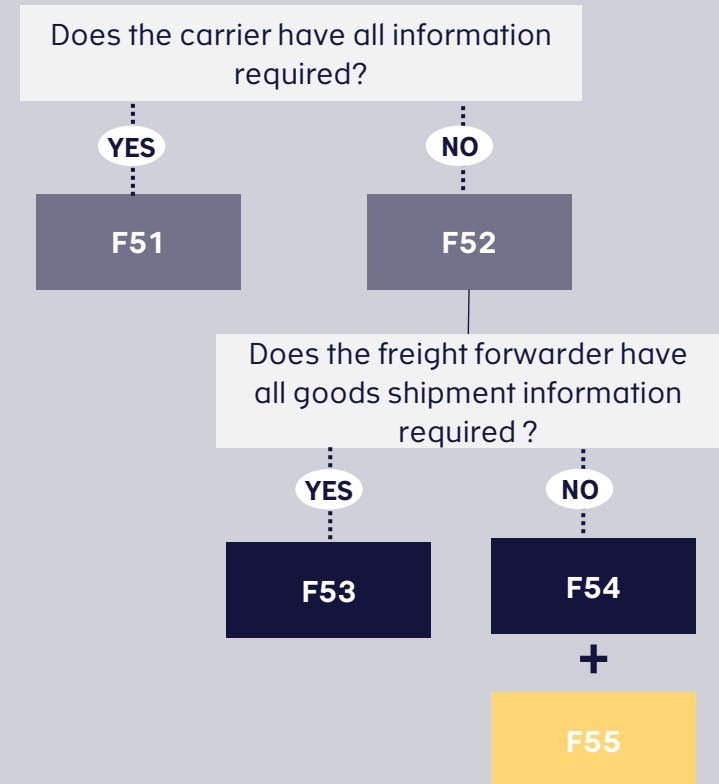 Does the carrier have all information
required?
YES
NO
F51
F52
Does the freight forwarder have
all goods shipment information
required ?
YES
NO
F53
F54
+
F55